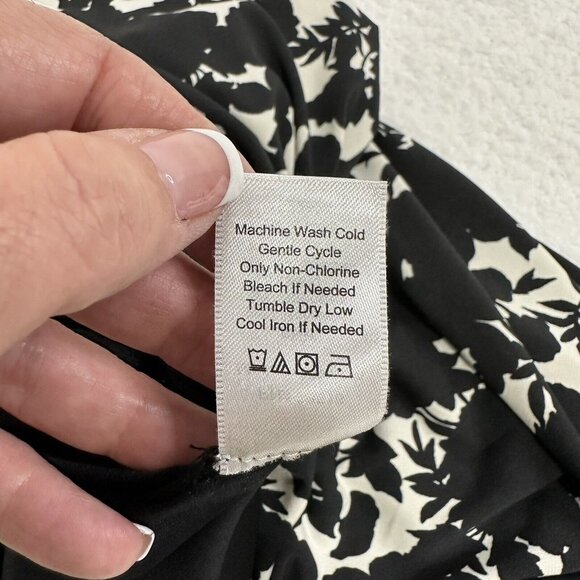 Machine Wash Cold
Gentle Cycle
Only Non-Chlorine
Bleach If Needed
Tumble Dry Low
Cool Iron If Needed